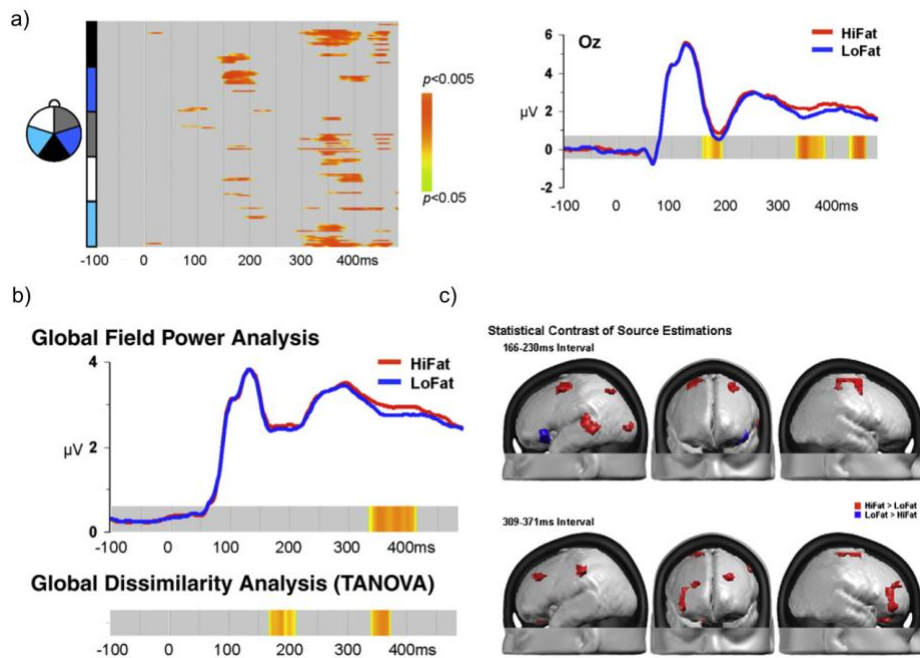 a)
p<0.005
p<0.05
-100 0 100 200 300 400ms
Oz
HiFat
LoFat
6
4
2
0
-2
µV
-100 0 100 200 300 400ms
b)
Global Field Power Analysis
HiFat
LoFat
4
2
0
µV
-100 0 100 200 300 400ms
Global Dissimilarity Analysis (TANOVA)
-100 0 100 200 300 400ms
c)
Statistical Contrast of Source Estimations
166-230ms Interval
HiFat > LoFat
LoFat > HiFat
309-371ms Interval